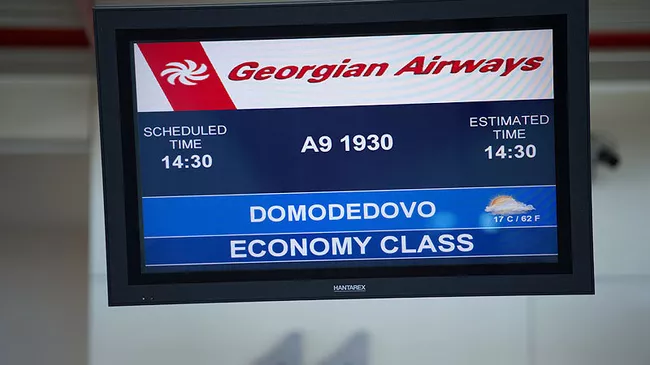 Georgian Airways
SCHEDULED TIME
14:30
A9 1930
ESTIMATED TIME
14:30
DOMODEDOVO
17 C / 62 F
ECONOMY CLASS
HANTAREX